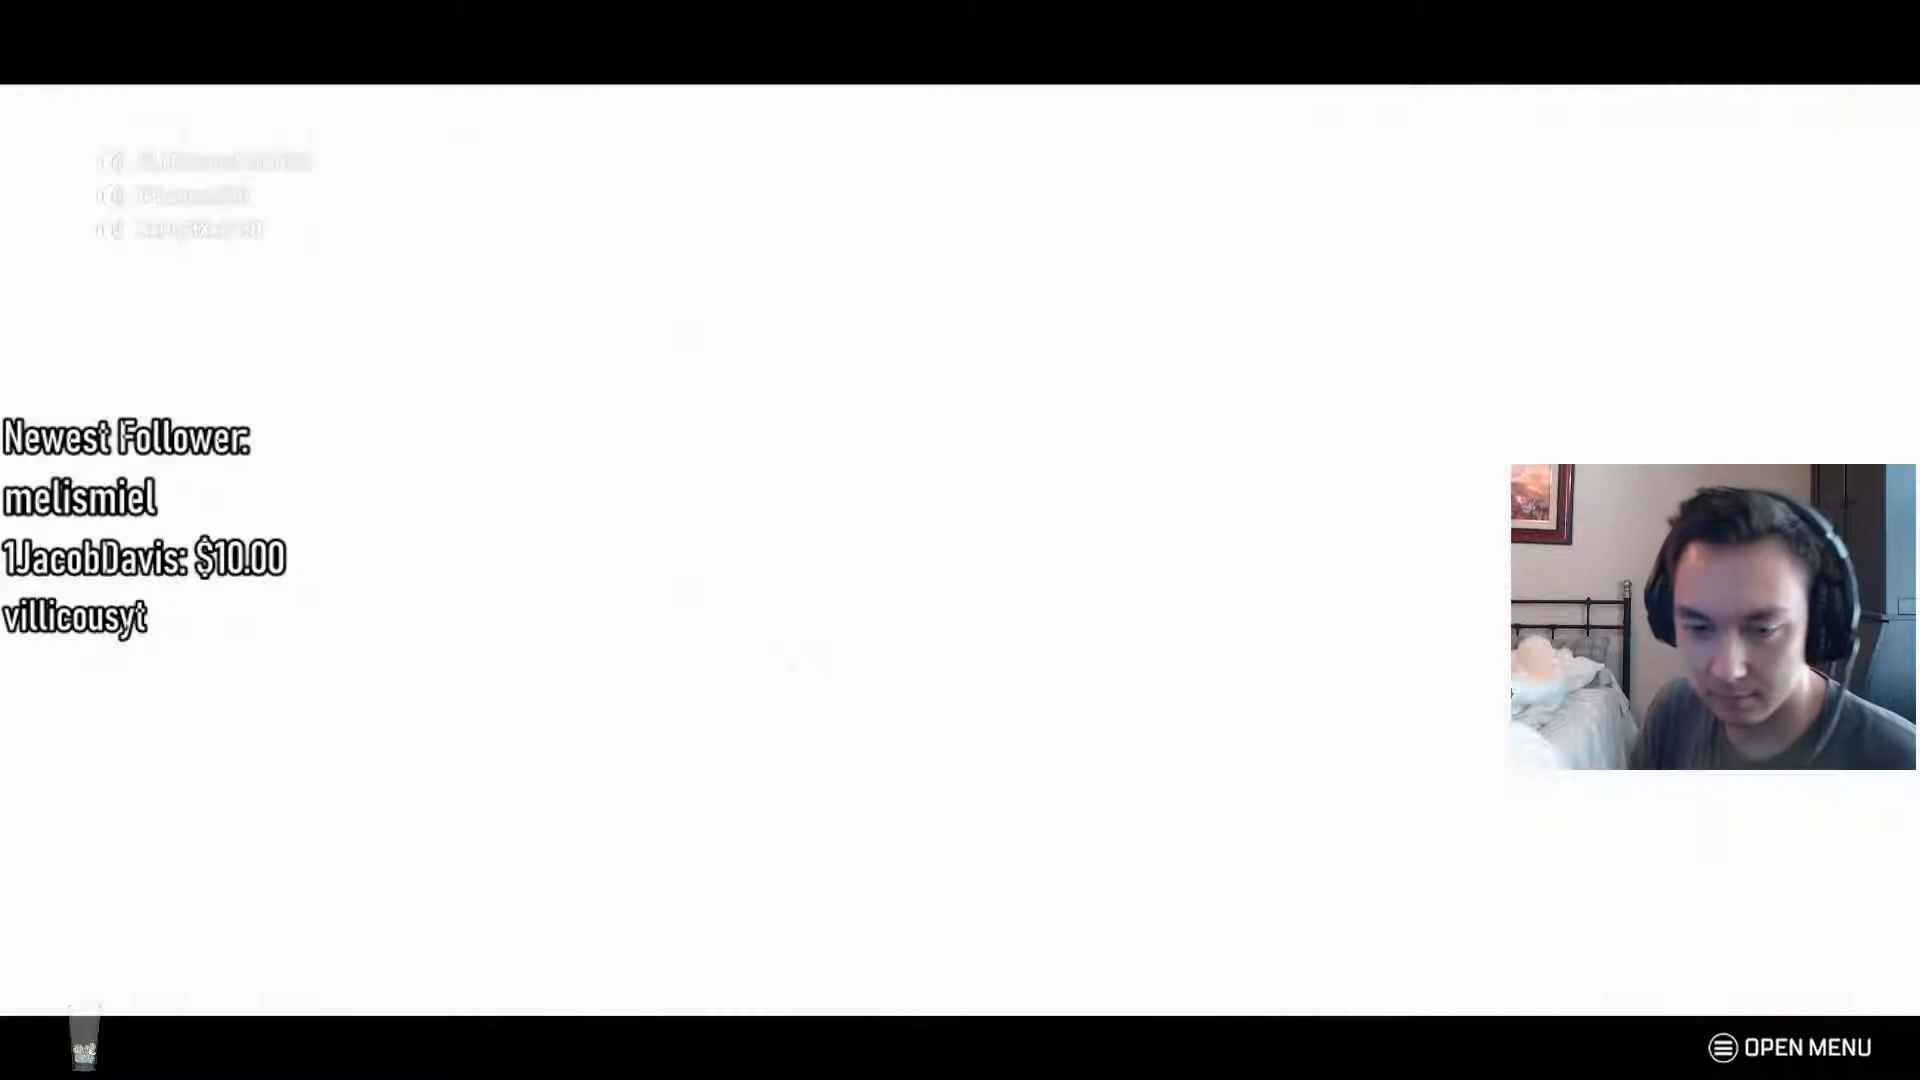 Newest Follower:
melismiel
1JacobDavis: $10.00
villicousyt
OPEN MENU